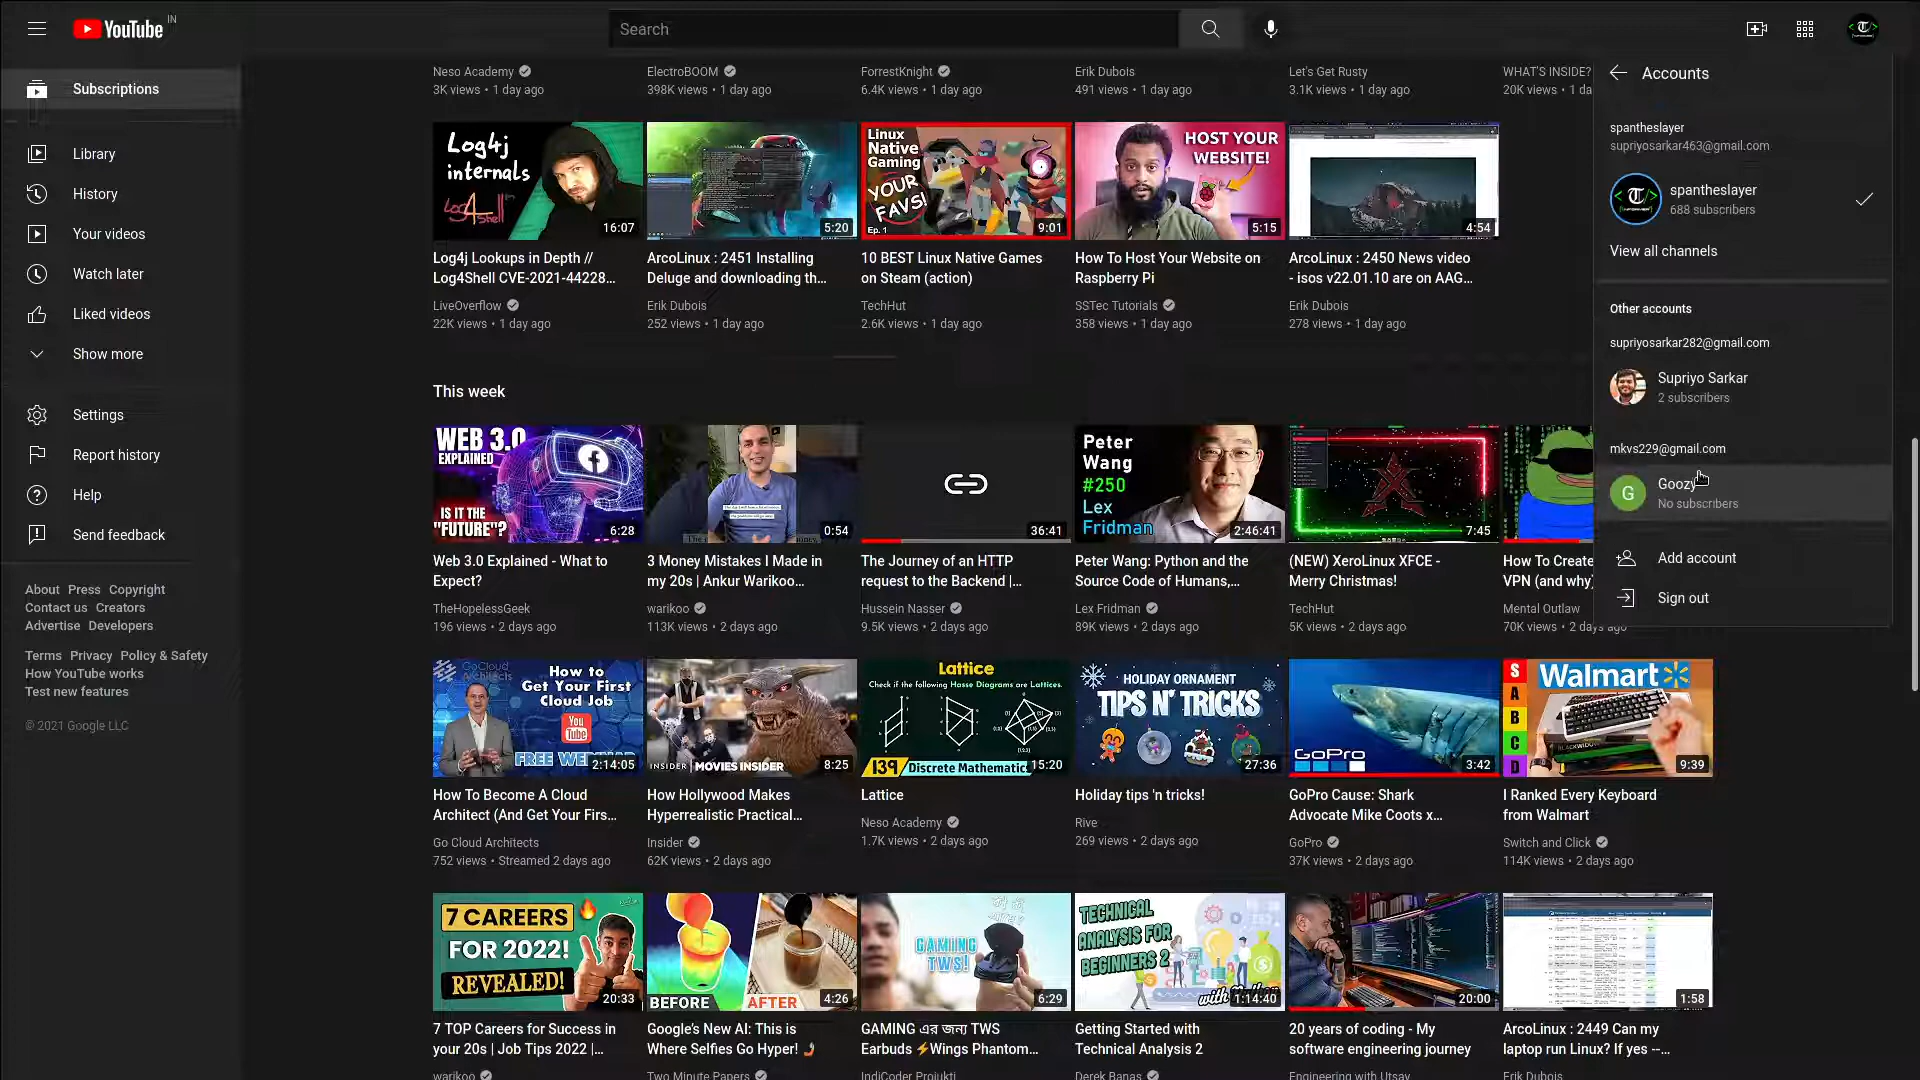 YouTube IN
Search
Subscriptions
Library
History
Your videos
Watch later
Liked videos
Show more
Settings
Report history
Help
Send feedback
About Press Copyright
Contact us Creators
Advertise Developers
Terms Privacy Policy & Safety
How YouTube works
Test new features
© 2021 Google LLC
Neso Academy
3K views • 1 day ago
ElectroBOOM
398K views • 1 day ago
ForrestKnight
6.4K views • 1 day ago
Erik Dubois
491 views • 1 day ago
Let's Get Rusty
3.1K views • 1 day ago
WHAT'S INSIDE?
20K views • 1 da
Log4j
internals
16:07
Log4j Lookups in Depth //
Log4Shell CVE-2021-44228...
LiveOverflow
22K views • 1 day ago
5:20
ArcoLinux : 2451 Installing
Deluge and downloading th...
Erik Dubois
252 views • 1 day ago
Linux
Native
Gaming
YOUR
FAVS!
Ep. 1
9:01
10 BEST Linux Native Games
on Steam (action)
TechHut
2.6K views • 1 day ago
HOST YOUR
WEBSITE!
5:15
How To Host Your Website on
Raspberry Pi
SSTec Tutorials
358 views • 1 day ago
4:54
ArcoLinux : 2450 News video
- isos v22.01.10 are on AAG...
Erik Dubois
278 views • 1 day ago
This week
WEB 3.0
EXPLAINED
IS IT THE
"FUTURE"?
6:28
Web 3.0 Explained - What to
Expect?
TheHopelessGeek
196 views • 2 days ago
0:54
3 Money Mistakes I Made in
my 20s | Ankur Warikoo...
warikoo
113K views • 2 days ago
36:41
The Journey of an HTTP
request to the Backend |...
Hussein Nasser
9.5K views • 2 days ago
Peter
Wang
#250
Lex
Fridman
2:46:41
Peter Wang: Python and the
Source Code of Humans,...
Lex Fridman
89K views • 2 days ago
7:45
(NEW) XeroLinux XFCE -
Merry Christmas!
TechHut
5K views • 2 days ago
How To Create
VPN (and why)
Mental Outlaw
70K views • 2 days ago
GoCloud
Architects
How to
Get Your First
Cloud Job
You
Tube
FREE WE
2:14:05
How To Become A Cloud
Architect (And Get Your Firs...
Go Cloud Architects
752 views • Streamed 2 days ago
INSIDER | MOVIES INSIDER
8:25
How Hollywood Makes
Hyperrealistic Practical...
Insider
62K views • 2 days ago
Lattice
Check if the following Hasse Diagrams are Lattices.
139 Discrete Mathematic
15:20
Lattice
Neso Academy
1.7K views • 2 days ago
HOLIDAY ORNAMENT
TIPS N' TRICKS
27:36
Holiday tips 'n tricks!
Rive
269 views • 2 days ago
GoPro
3:42
GoPro Cause: Shark
Advocate Mike Coots x...
GoPro
37K views • 2 days ago
S
A
B
C
D
Walmart
9:39
I Ranked Every Keyboard
from Walmart
Switch and Click
114K views • 2 days ago
7 CAREERS
FOR 2022!
REVEALED!
20:33
7 TOP Careers for Success in
your 20s | Job Tips 2022 |...
warikoo
BEFORE AFTER
4:26
Google's New AI: This is
Where Selfies Go Hyper! 🤳
Two Minute Papers
GAMING
TWS!
6:29
GAMING এর জন্য TWS
Earbuds ⚡Wings Phantom...
IndiCoder Projukti
TECHNICAL
ANALYSIS FOR
BEGINNERS 2
with
1:14:40
Getting Started with
Technical Analysis 2
Derek Banas
20:00
20 years of coding - My
software engineering journey
Engineering with Utsav
1:58
ArcoLinux : 2449 Can my
laptop run Linux? If yes --...
Erik Dubois
Accounts
spantheslayer
supriyosarkar463@gmail.com
spantheslayer
688 subscribers
View all channels
Other accounts
supriyosarkar282@gmail.com
Supriyo Sarkar
2 subscribers
mkvs229@gmail.com
G
Goozy
No subscribers
Add account
Sign out